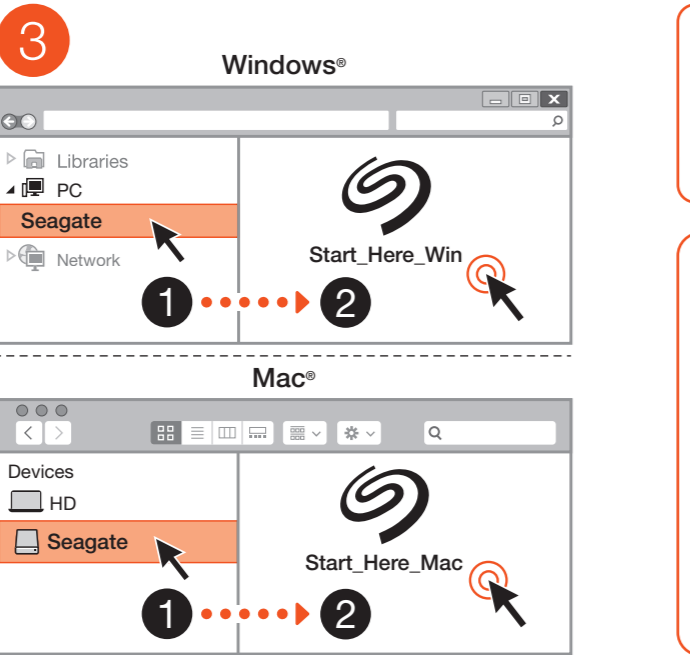 3
Windows®
Libraries
PC
Seagate
Network
Start_Here_Win
1 2
Mac®
Devices
HD
Seagate
Start_Here_Mac
1 2